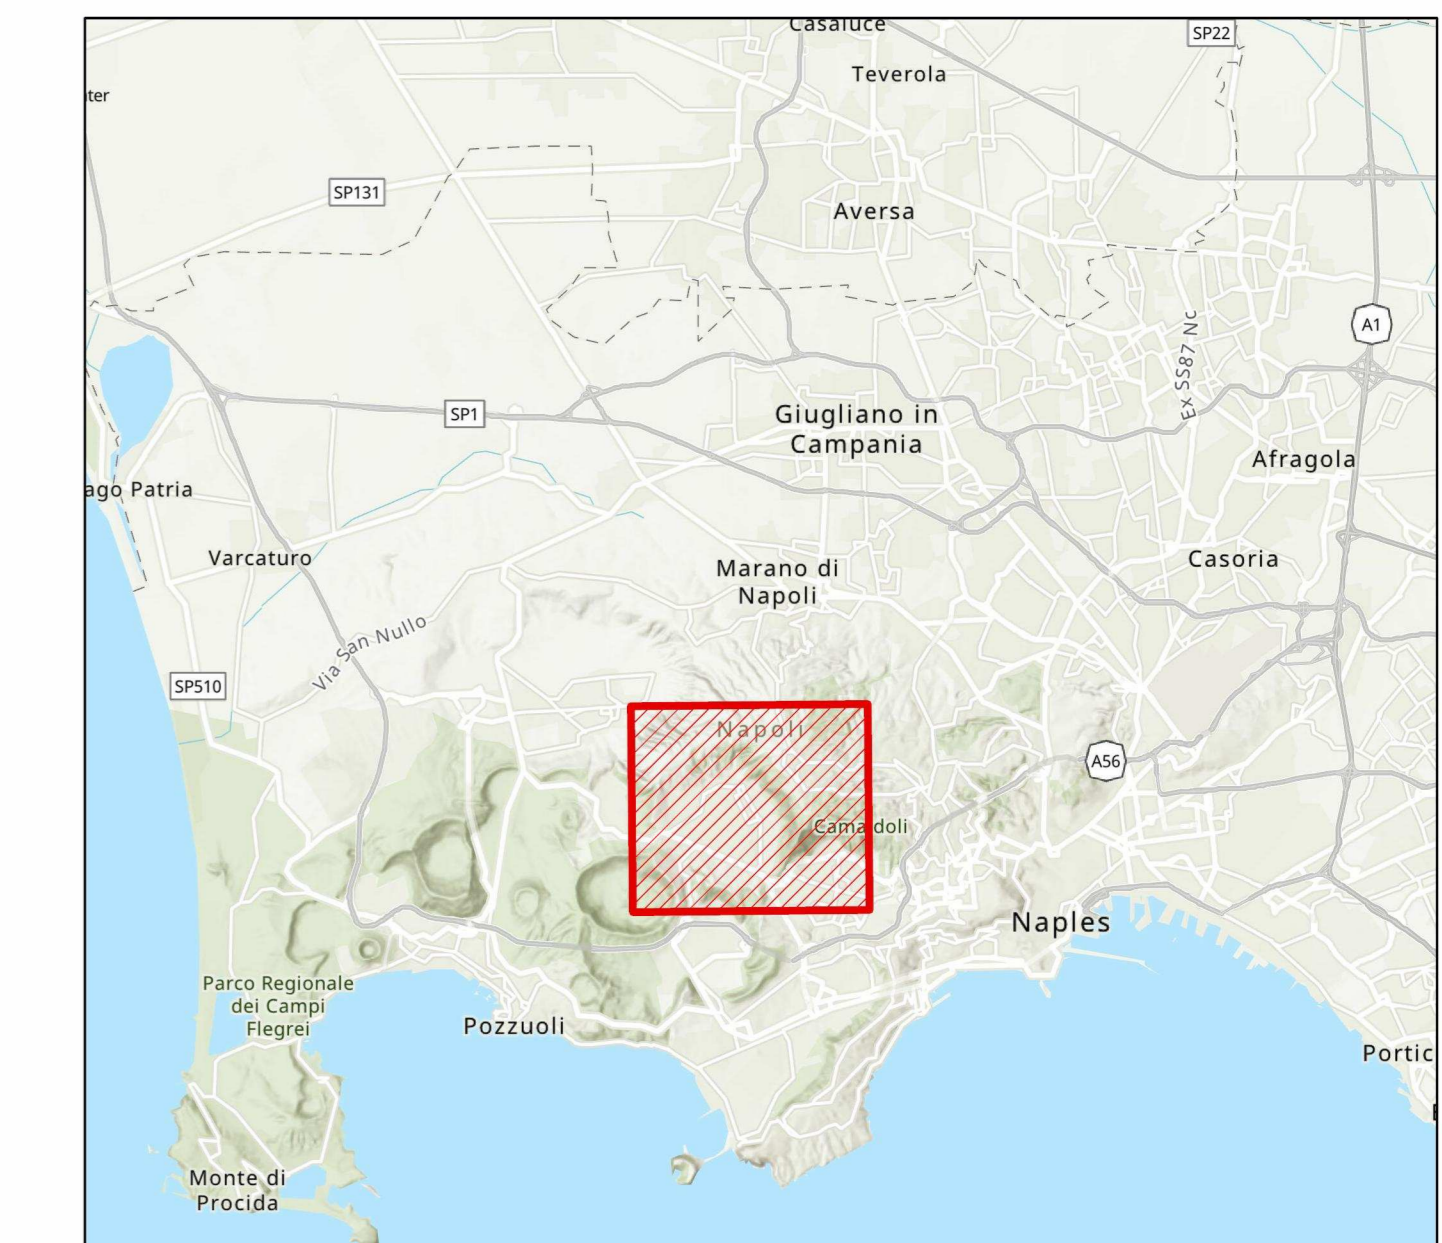 Casaluce
SP22
Teverola
ter
SP131
Aversa
A1
Ex SS87 Nc
SP1
Giugliano in
Campania
Afragola
ago Patria
Varcaturo
Marano di
Napoli
Casoria
Via San Nullo
SP510
Napoli
A56
Camaldoli
Naples
Parco Regionale
dei Campi
Flegrei
Pozzuoli
Portic
Monte di
Procida